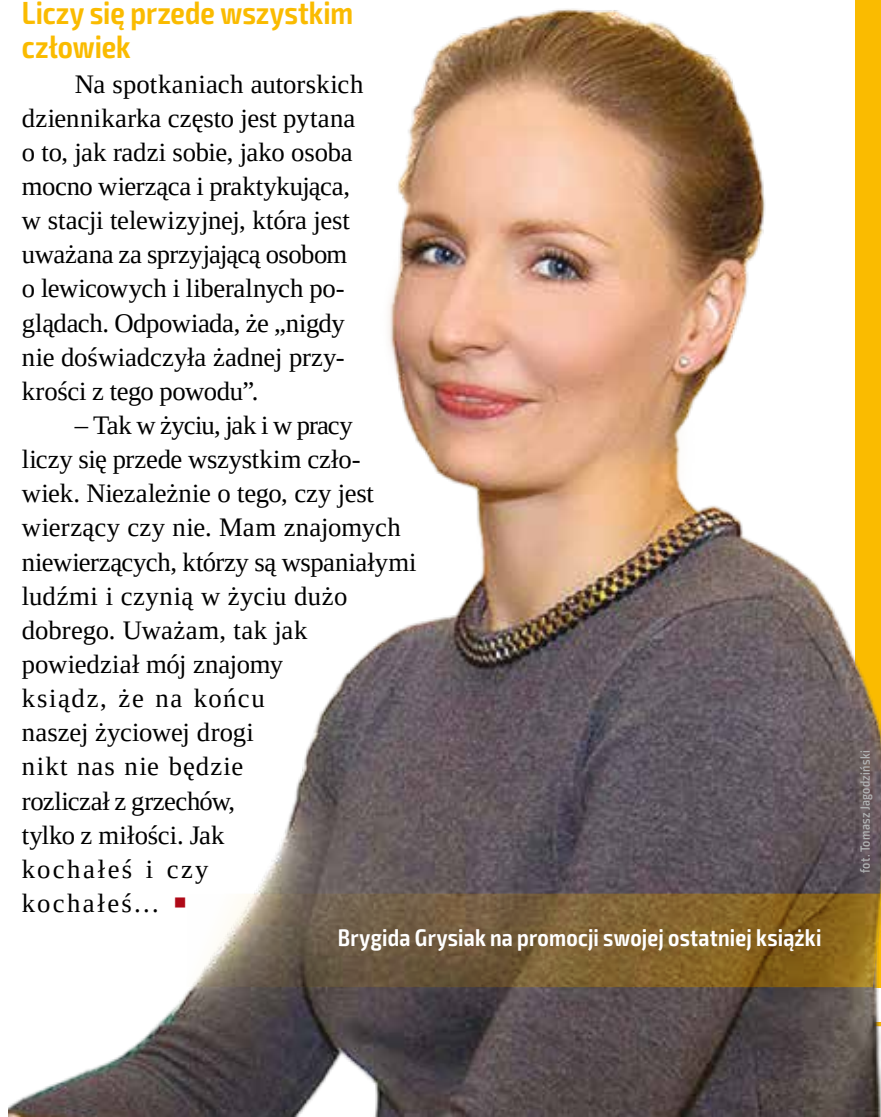 Liczy się przede wszystkim
człowiek
Na spotkaniach autorskich
dziennikarka często jest pytana
o to, jak radzi sobie, jako osoba
mocno wierząca i praktykująca,
w stacji telewizyjnej, która jest
uważana za sprzyjającą osobom
o lewicowych i liberalnych po-
glądach. Odpowiada, że „nigdy
nie doświadczyła żadnej przy-
krości z tego powodu”.
– Tak w życiu, jak i w pracy
liczy się przede wszystkim czło-
wiek. Niezależnie o tego, czy jest
wierzący czy nie. Mam znajomych
niewierzących, którzy są wspaniałymi
ludźmi i czynią w życiu dużo
dobrego. Uważam, tak jak
powiedział mój znajomy
ksiądz, że na końcu
naszej życiowej drogi
nikt nas nie będzie
rozliczał z grzechów,
tylko z miłości. Jak
kochałeś i czy
kochałeś...
fot. Tomasz Jagodziński
Brygida Grysiak na promocji swojej ostatniej książki